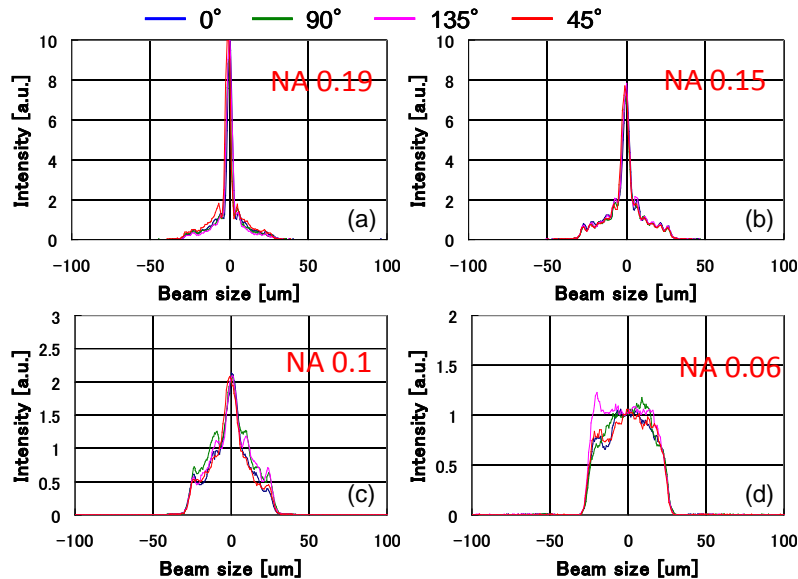 0° 90° 135° 45°
10
8
6
4
2
0
Intensity [a.u.]
NA 0.19
(a)
-100 -50 0 50 100
Beam size [um]
10
8
6
4
2
0
Intensity [a.u.]
NA 0.15
(b)
-100 -50 0 50 100
Beam size [um]
3
2.5
2
1.5
1
0.5
0
Intensity [a.u.]
NA 0.1
(c)
-100 -50 0 50 100
Beam size [um]
2
1.5
1
0.5
0
Intensity [a.u.]
NA 0.06
(d)
-100 -50 0 50 100
Beam size [um]